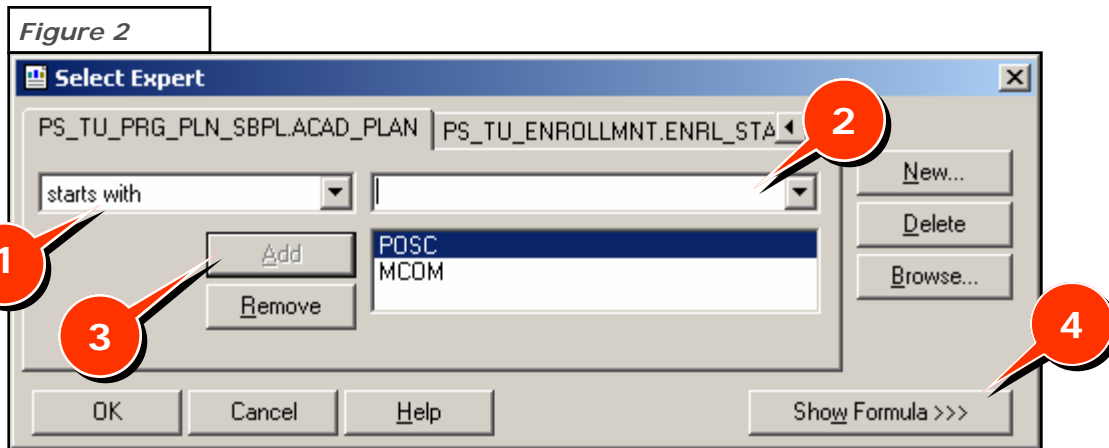 Figure 2
Select Expert
PS_TU_PRG_PLN_SBPL.ACAD_PLAN
PS_TU_ENROLLMNT.ENRL_STA
2
New...
starts with
Delete
1
Add
POSC
MCOM
Browse...
Remove
3
4
OK
Cancel
Help
Show Formula >>>